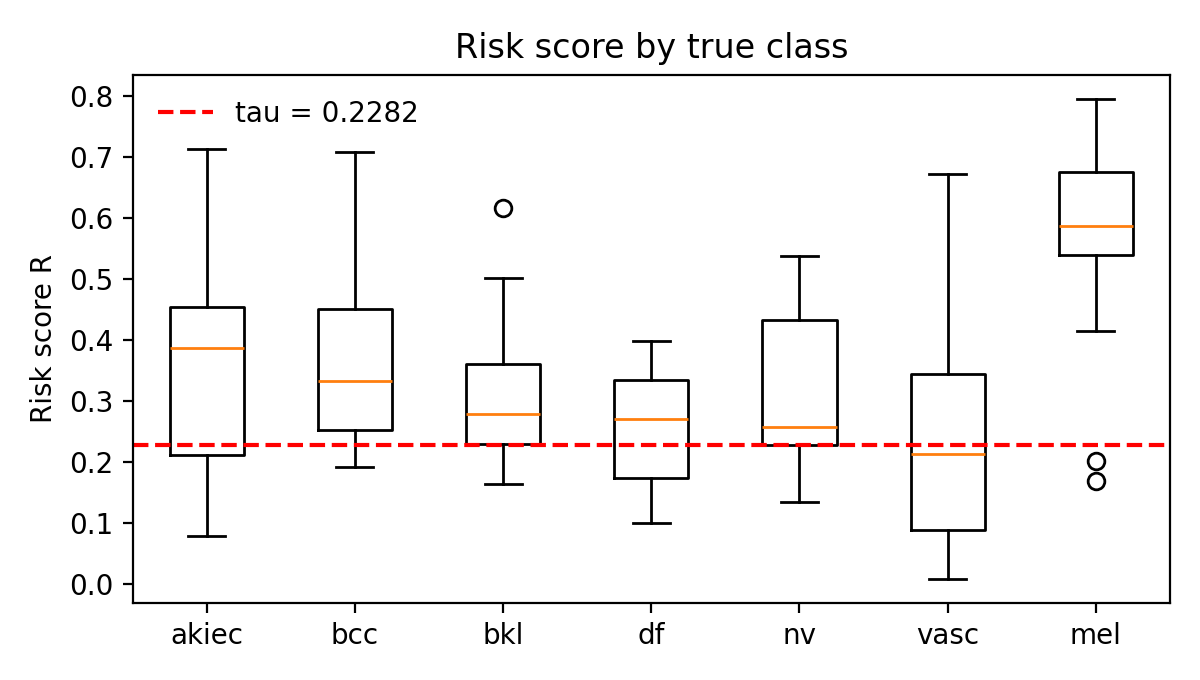 Risk score by true class
tau = 0.2282
Risk score R
0.8
0.7
0.6
0.5
0.4
0.3
0.2
0.1
0.0
akiec bcc bkl df nv vasc mel